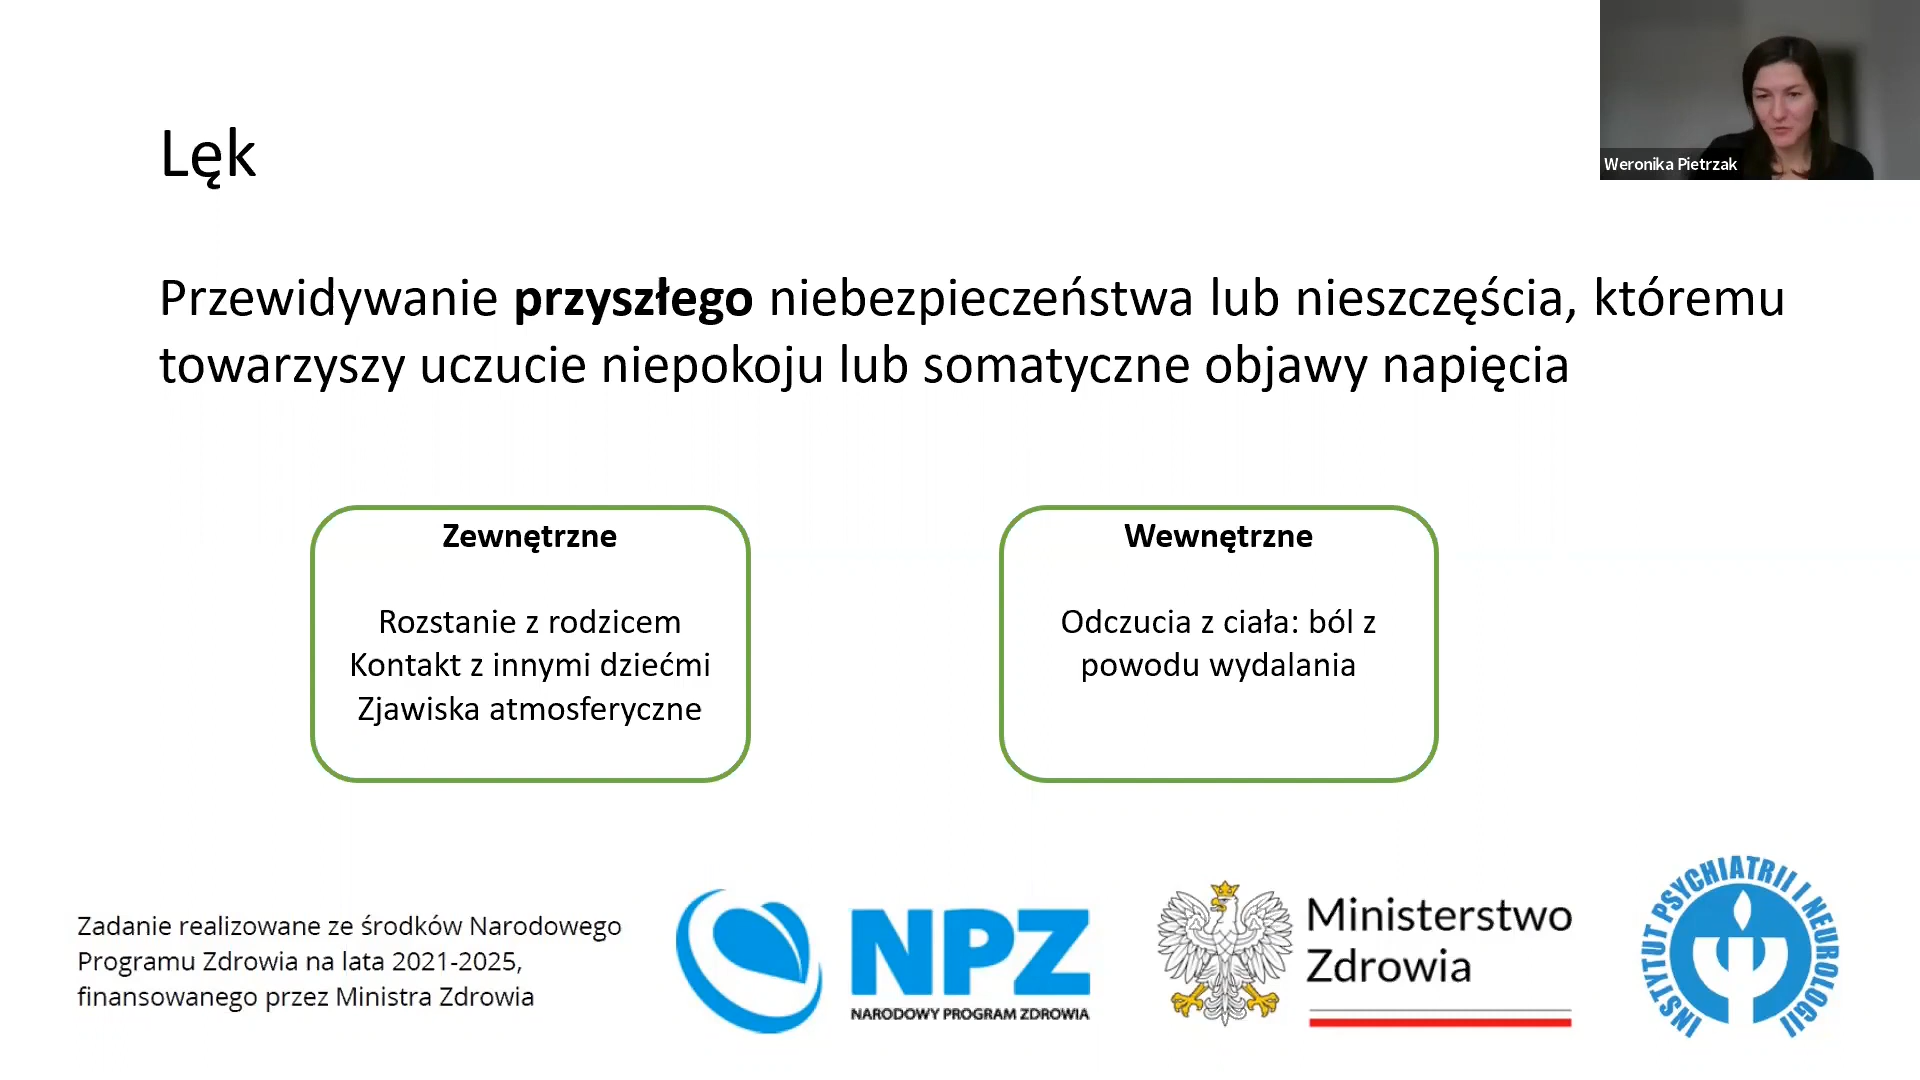 Weronika Pietrzak
Lęk
Przewidywanie przyszłego niebezpieczeństwa lub nieszczęścia, któremu
towarzyszy uczucie niepokoju lub somatyczne objawy napięcia
Zewnętrzne
Rozstanie z rodzicem
Kontakt z innymi dziećmi
Zjawiska atmosferyczne
Wewnętrzne
Odczucia z ciała: ból z
powodu wydalania
Zadanie realizowane ze środków Narodowego
Programu Zdrowia na lata 2021-2025,
finansowanego przez Ministra Zdrowia
NPZ
NARODOWY PROGRAM ZDROWIA
Ministerstwo
Zdrowia
INSTYTUT PSYCHIATRII I NEUROLOGII